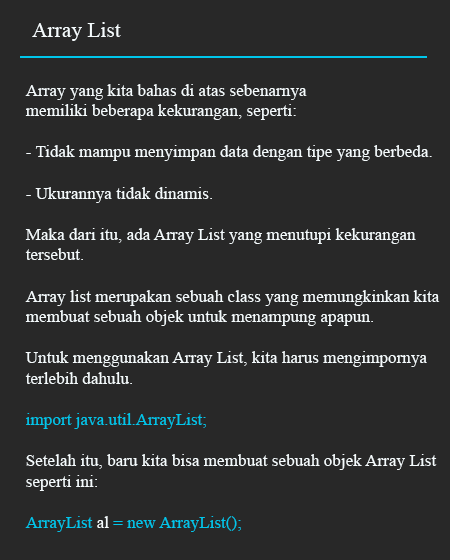 Array List
Array yang kita bahas di atas sebenarnya
memiliki beberapa kekurangan, seperti:
- Tidak mampu menyimpan data dengan tipe yang berbeda.
- Ukurannya tidak dinamis.
Maka dari itu, ada Array List yang menutupi kekurangan
tersebut.
Array list merupakan sebuah class yang memungkinkan kita
membuat sebuah objek untuk menampung apapun.
Untuk menggunakan Array List, kita harus mengimpornya
terlebih dahulu.
import java.util.ArrayList;
Setelah itu, baru kita bisa membuat sebuah objek Array List
seperti ini:
ArrayList al = new ArrayList();